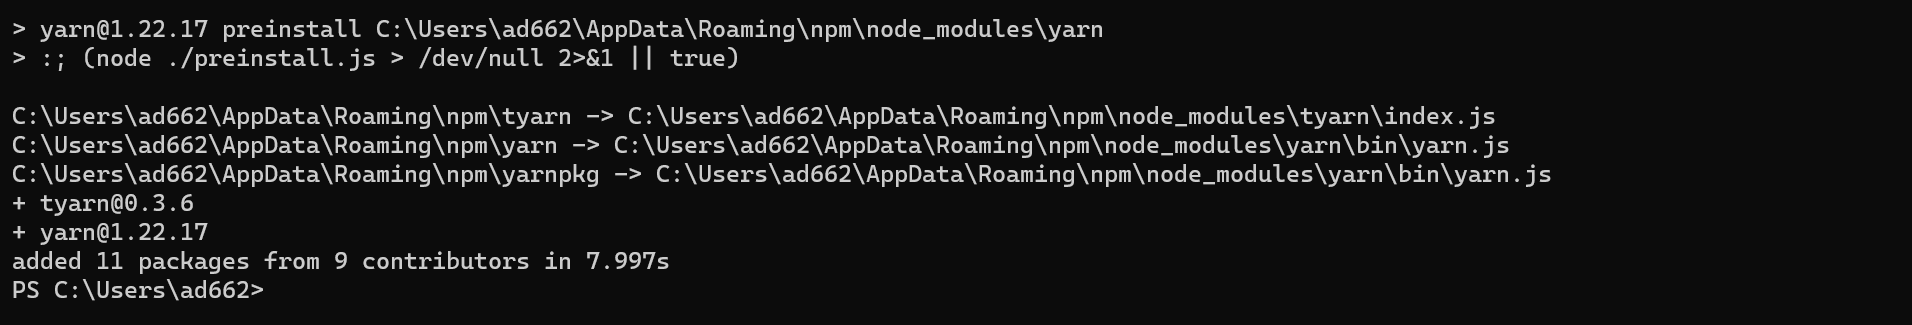 > yarn@1.22.17 preinstall C:\Users\ad662\AppData\Roaming\npm\node_modules\yarn
> :; (node ./preinstall.js > /dev/null 2>&1 || true)
C:\Users\ad662\AppData\Roaming\npm\tyarn -> C:\Users\ad662\AppData\Roaming\npm\node_modules\tyarn\index.js
C:\Users\ad662\AppData\Roaming\npm\yarn -> C:\Users\ad662\AppData\Roaming\npm\node_modules\yarn\bin\yarn.js
C:\Users\ad662\AppData\Roaming\npm\yarnpkg -> C:\Users\ad662\AppData\Roaming\npm\node_modules\yarn\bin\yarn.js
+ tyarn@0.3.6
+ yarn@1.22.17
added 11 packages from 9 contributors in 7.997s
PS C:\Users\ad662>